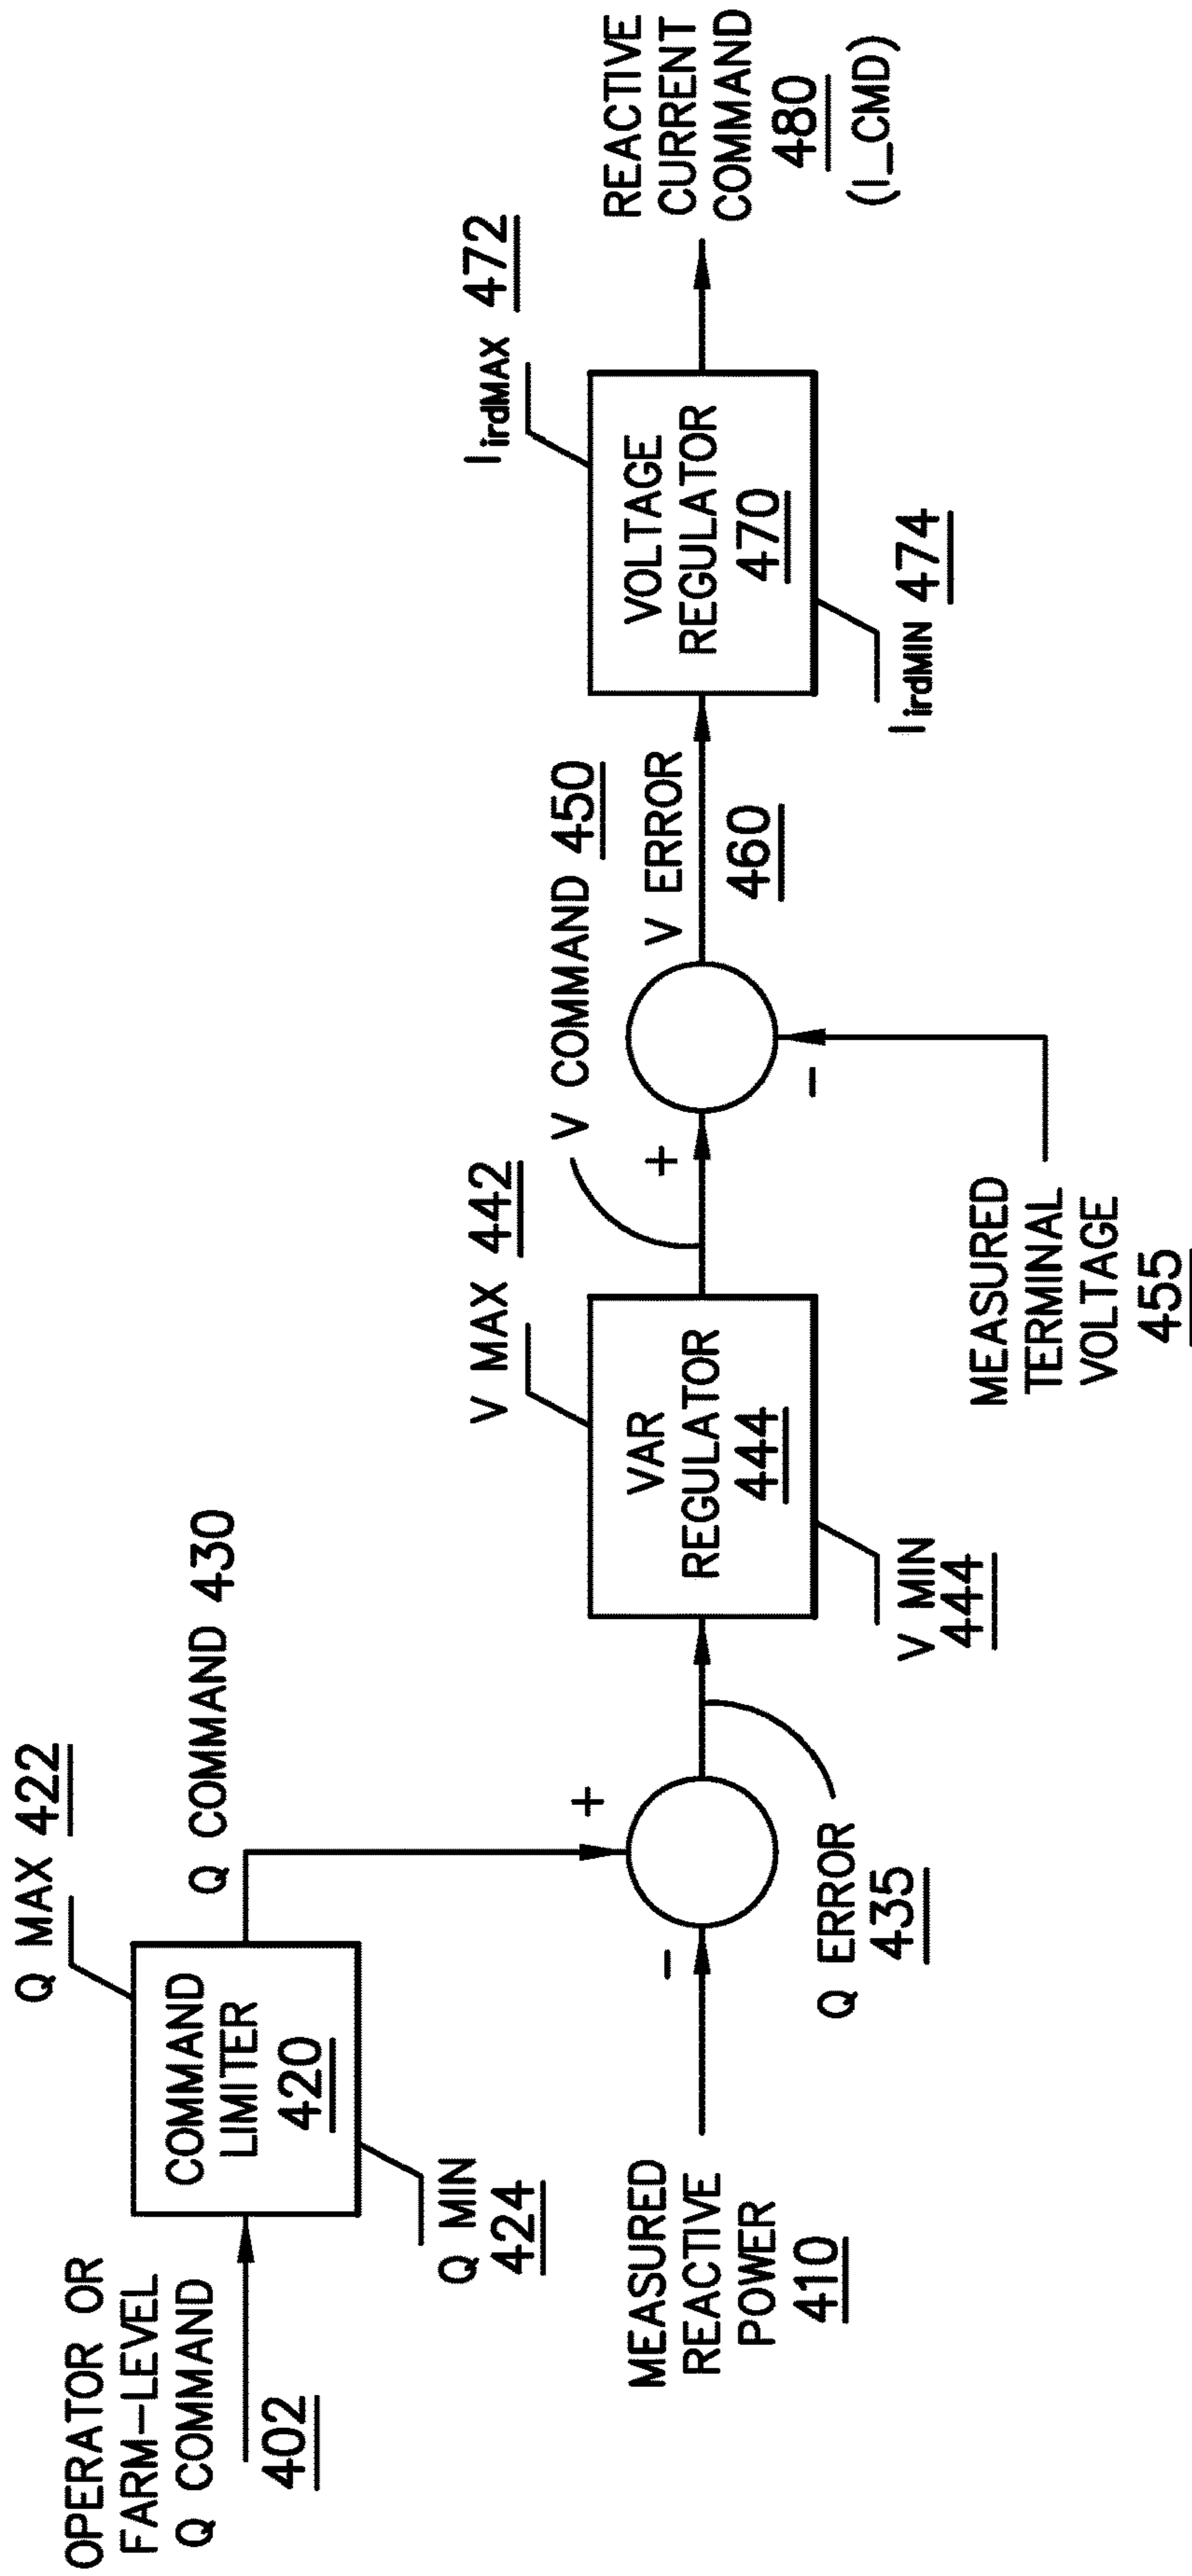 OPERATOR OR
FARM-LEVEL
Q COMMAND
402
COMMAND
LIMITER
420
Q MAX 422
Q MIN
424
Q COMMAND 430
MEASURED
REACTIVE
POWER
410
+
-
Q ERROR
435
VAR
REGULATOR
444
V MAX 442
V MIN
444
V COMMAND 450
+
-
MEASURED
TERMINAL
VOLTAGE
455
V ERROR
460
VOLTAGE
REGULATOR
470
IirdMAX 472
IirdMIN 474
REACTIVE
CURRENT
COMMAND
480
(I_CMD)